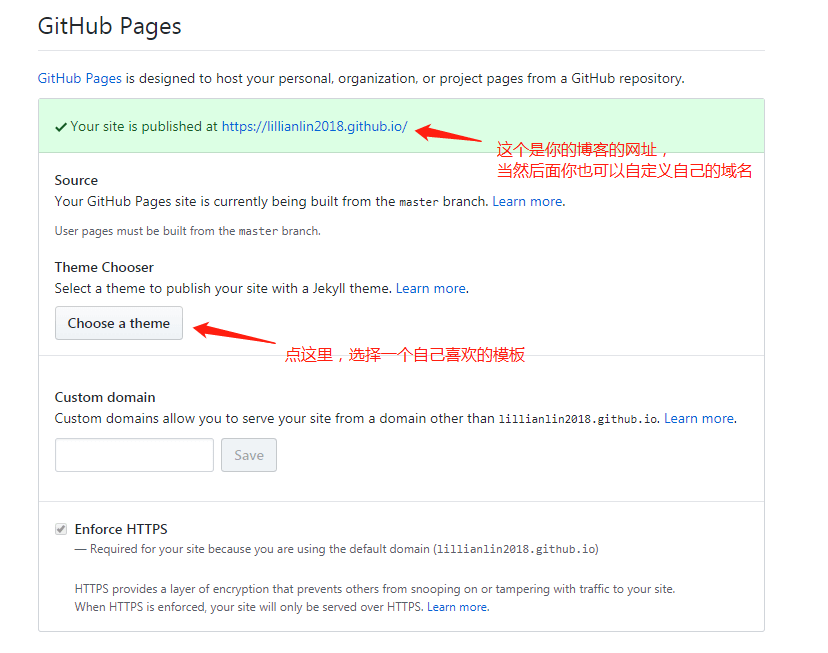 GitHub Pages
GitHub Pages is designed to host your personal, organization, or project pages from a GitHub repository.
Your site is published at https://lillianlin2018.github.io/
这个是你的博客的网址，
当然后面你也可以自定义自己的域名
Source
Your GitHub Pages site is currently being built from the master branch. Learn more.
User pages must be built from the master branch.
Theme Chooser
Select a theme to publish your site with a Jekyll theme. Learn more.
Choose a theme
点这里，选择一个自己喜欢的模板
Custom domain
Custom domains allow you to serve your site from a domain other than lillianlin2018.github.io. Learn more.
Save
Enforce HTTPS
— Required for your site because you are using the default domain (lillianlin2018.github.io)
HTTPS provides a layer of encryption that prevents others from snooping on or tampering with traffic to your site.
When HTTPS is enforced, your site will only be served over HTTPS. Learn more.